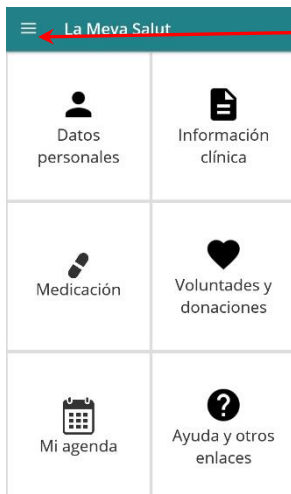 La Meva Salut
Datos
personales
Información
clínica
Medicación
Voluntades y
donaciones
Mi agenda
Ayuda y otros
enlaces